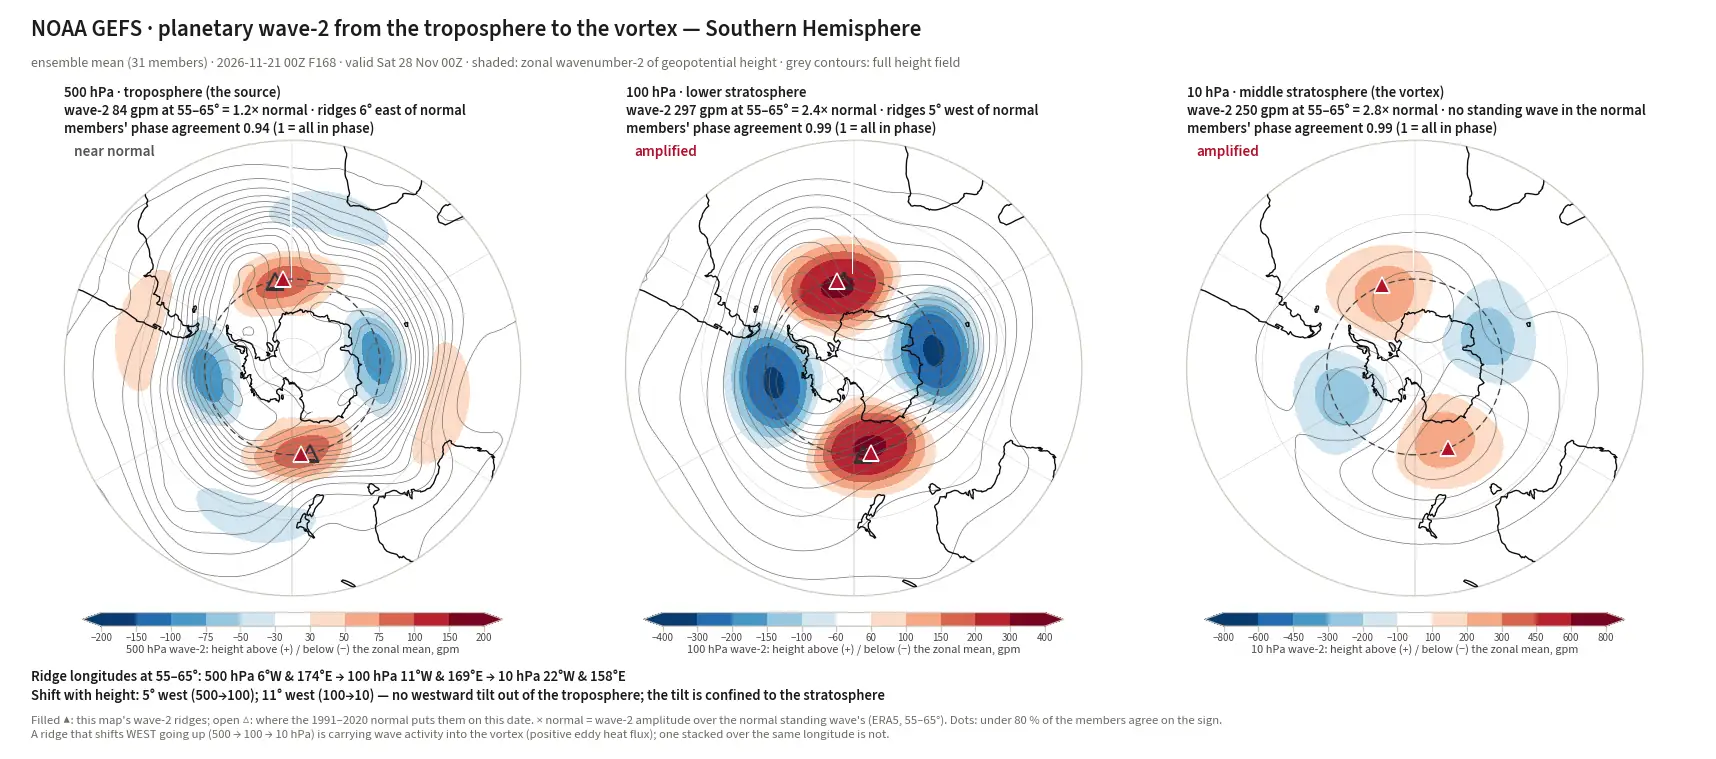 NOAA GEFS · planetary wave-2 from the troposphere to the vortex — Southern Hemisphere
ensemble mean (31 members) · 2026-11-21 00Z F168 · valid Sat 28 Nov 00Z · shaded: zonal wavenumber-2 of geopotential height · grey contours: full height field
500 hPa · troposphere (the source)
wave-2 84 gpm at 55–65° = 1.2× normal · ridges 6° east of normal
members' phase agreement 0.94 (1 = all in phase)
near normal
100 hPa · lower stratosphere
wave-2 297 gpm at 55–65° = 2.4× normal · ridges 5° west of normal
members' phase agreement 0.99 (1 = all in phase)
amplified
10 hPa · middle stratosphere (the vortex)
wave-2 250 gpm at 55–65° = 2.8× normal · no standing wave in the normal
members' phase agreement 0.99 (1 = all in phase)
amplified
−200 −150 −100 −75 −50 −30 30 50 75 100 150 200
500 hPa wave-2: height above (+) / below (−) the zonal mean, gpm
−400 −300 −200 −150 −100 −60 60 100 150 200 300 400
100 hPa wave-2: height above (+) / below (−) the zonal mean, gpm
−800 −600 −450 −300 −200 −100 100 200 300 450 600 800
10 hPa wave-2: height above (+) / below (−) the zonal mean, gpm
Ridge longitudes at 55–65°: 500 hPa 6°W & 174°E → 100 hPa 11°W & 169°E → 10 hPa 22°W & 158°E
Shift with height: 5° west (500→100); 11° west (100→10) — no westward tilt out of the troposphere; the tilt is confined to the stratosphere
Filled ▲: this map's wave-2 ridges; open △: where the 1991–2020 normal puts them on this date. × normal = wave-2 amplitude over the normal standing wave's (ERA5, 55–65°). Dots: under 80 % of the members agree on the sign.
A ridge that shifts WEST going up (500 → 100 → 10 hPa) is carrying wave activity into the vortex (positive eddy heat flux); one stacked over the same longitude is not.